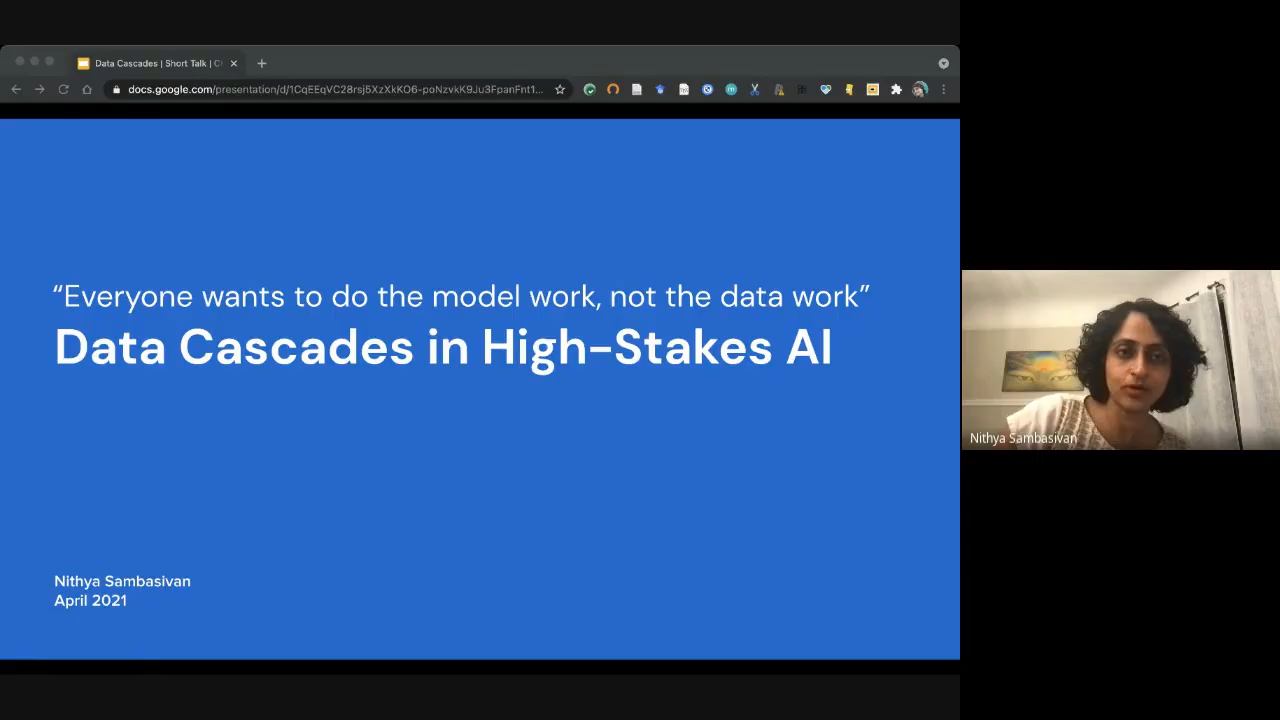 Data Cascades | Short Talk | C
docs.google.com/presentation/d/1CqEEqVC28rsj5XzXkKO6-poNzvkK9Ju3FpanFnt1...
“Everyone wants to do the model work, not the data work”
Data Cascades in High-Stakes AI
Nithya Sambasivan
Nithya Sambasivan
April 2021